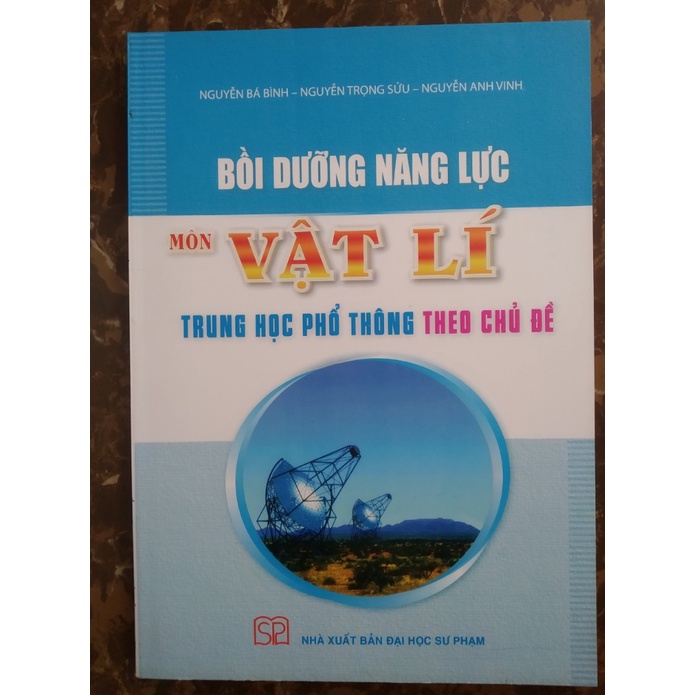 NGUYỄN BÁ BÌNH – NGUYỄN TRỌNG SỬU – NGUYỄN ANH VINH
BỒI DƯỠNG NĂNG LỰC
MÔN VẬT LÍ
TRUNG HỌC PHỔ THÔNG THEO CHỦ ĐỀ
SP
NHÀ XUẤT BẢN ĐẠI HỌC SƯ PHẠM